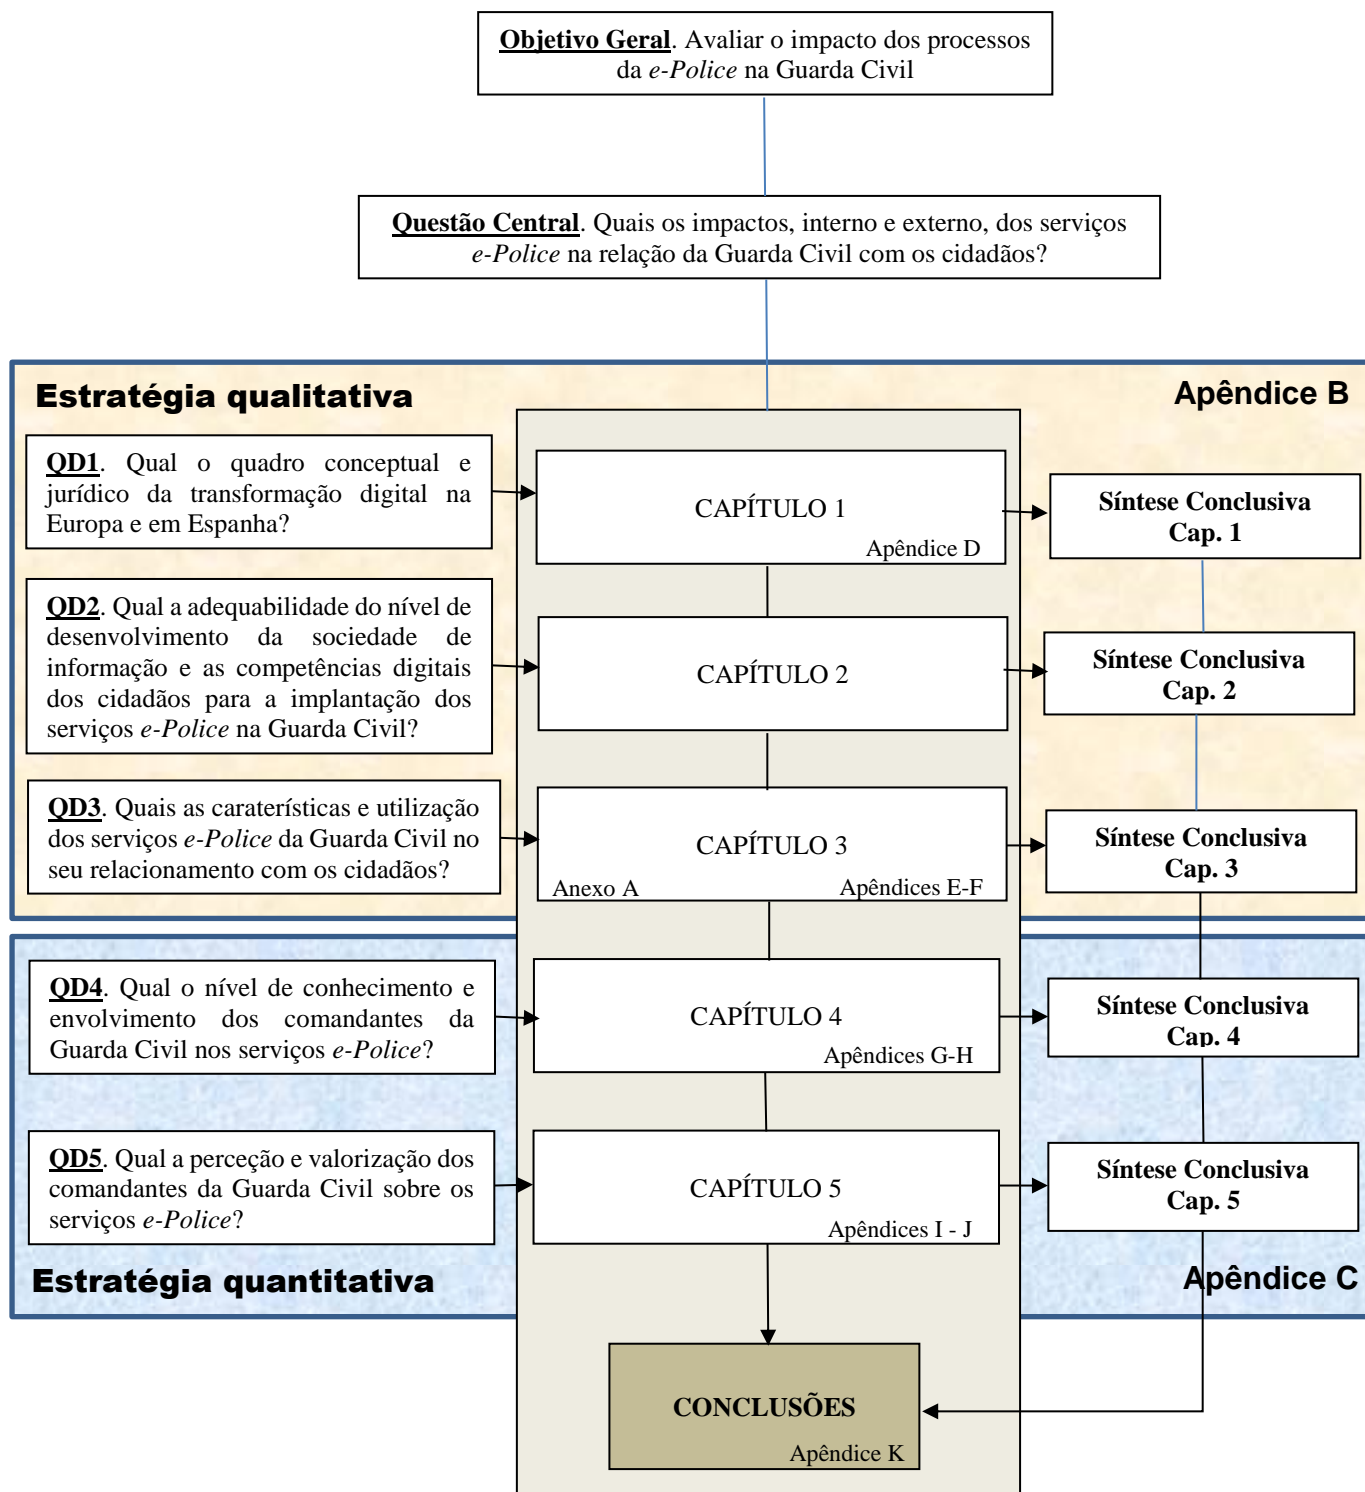 Objetivo Geral. Avaliar o impacto dos processos
da e-Police na Guarda Civil
Questão Central. Quais os impactos, interno e externo, dos serviços
e-Police na relação da Guarda Civil com os cidadãos?
Estratégia qualitativa
Apêndice B
QD1. Qual o quadro conceptual e
jurídico da transformação digital na
Europa e em Espanha?
CAPÍTULO 1
Apêndice D
Síntese Conclusiva
Cap. 1
QD2. Qual a adequabilidade do nível de
desenvolvimento da sociedade de
informação e as competências digitais
dos cidadãos para a implantação dos
serviços e-Police na Guarda Civil?
CAPÍTULO 2
Síntese Conclusiva
Cap. 2
QD3. Quais as caraterísticas e utilização
dos serviços e-Police da Guarda Civil no
seu relacionamento com os cidadãos?
CAPÍTULO 3
Anexo A
Apêndices E-F
Síntese Conclusiva
Cap. 3
QD4. Qual o nível de conhecimento e
envolvimento dos comandantes da
Guarda Civil nos serviços e-Police?
CAPÍTULO 4
Apêndices G-H
Síntese Conclusiva
Cap. 4
QD5. Qual a perceção e valorização dos
comandantes da Guarda Civil sobre os
serviços e-Police?
CAPÍTULO 5
Apêndices I - J
Síntese Conclusiva
Cap. 5
Estratégia quantitativa
Apêndice C
CONCLUSÕES
Apêndice K